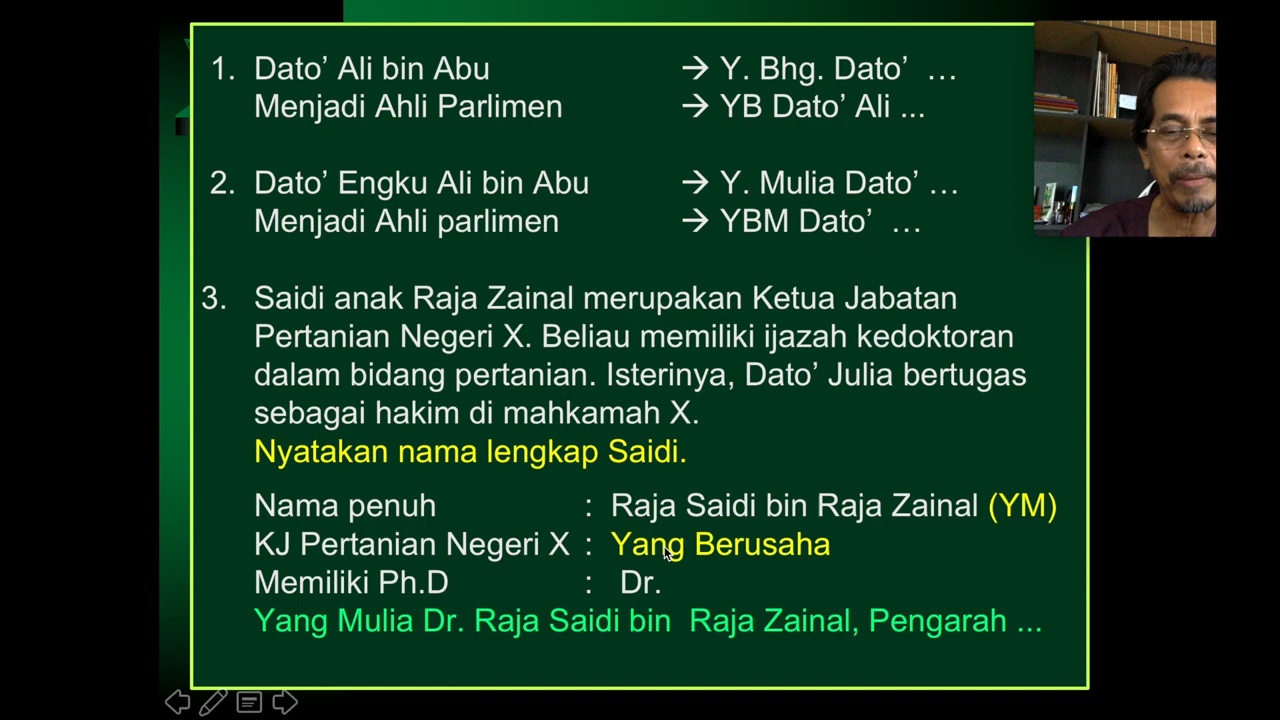 1. Dato’ Ali bin Abu → Y. Bhg. Dato’ …
Menjadi Ahli Parlimen → YB Dato’ Ali ...
2. Dato’ Engku Ali bin Abu → Y. Mulia Dato’ …
Menjadi Ahli parlimen → YBM Dato’ …
3. Saidi anak Raja Zainal merupakan Ketua Jabatan
Pertanian Negeri X. Beliau memiliki ijazah kedoktoran
dalam bidang pertanian. Isterinya, Dato’ Julia bertugas
sebagai hakim di mahkamah X.
Nyatakan nama lengkap Saidi.
Nama penuh : Raja Saidi bin Raja Zainal (YM)
KJ Pertanian Negeri X : Yang Berusaha
Memiliki Ph.D : Dr.
Yang Mulia Dr. Raja Saidi bin Raja Zainal, Pengarah ...